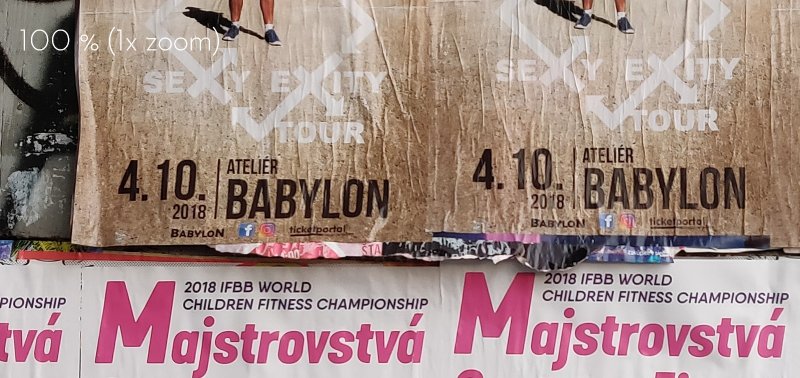 100 % (1x zoom)
SEXY EXITY
TOUR
4.10.
2018
ATELIÉR
BABYLON
BABYLON
ticketportal
SEXY EXITY
TOUR
4.10.
2018
ATELIÉR
BABYLON
BABYLON
ticketportal
CHAMPIONSHIP
tvá
2018 IFBB WORLD
CHILDREN FITNESS CHAMPIONSHIP
Majstrovstvá
2018 IFBB WORLD
CHILDREN FITNESS CHAMPIONSHIP
Majstrovstvá